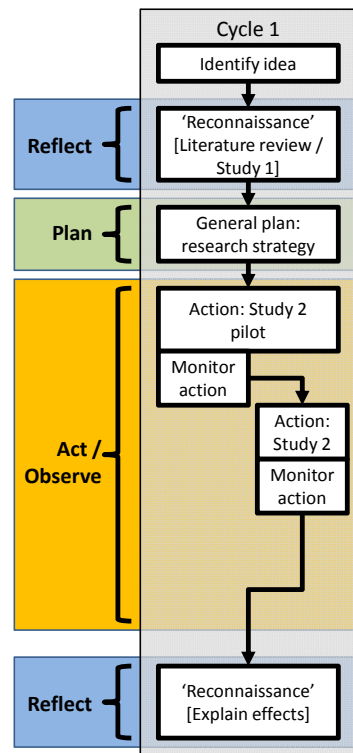 Cycle 1
Identify idea
Reflect
‘Reconnaissance’
[Literature review /
Study 1]
Plan
General plan:
research strategy
Act /
Observe
Action: Study 2
pilot
Monitor
action
Action:
Study 2
Monitor
action
Reflect
‘Reconnaissance’
[Explain effects]